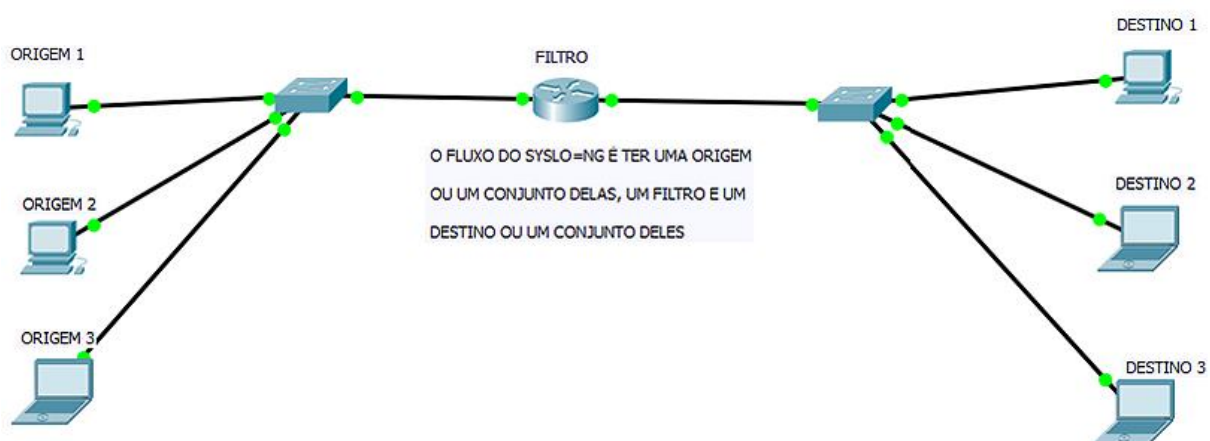 DESTINO 1
ORIGEM 1
FILTRO
O FLUXO DO SYSLO=NG É TER UMA ORIGEM
OU UM CONJUNTO DELAS, UM FILTRO E UM
DESTINO OU UM CONJUNTO DELES
ORIGEM 2
DESTINO 2
ORIGEM 3
DESTINO 3